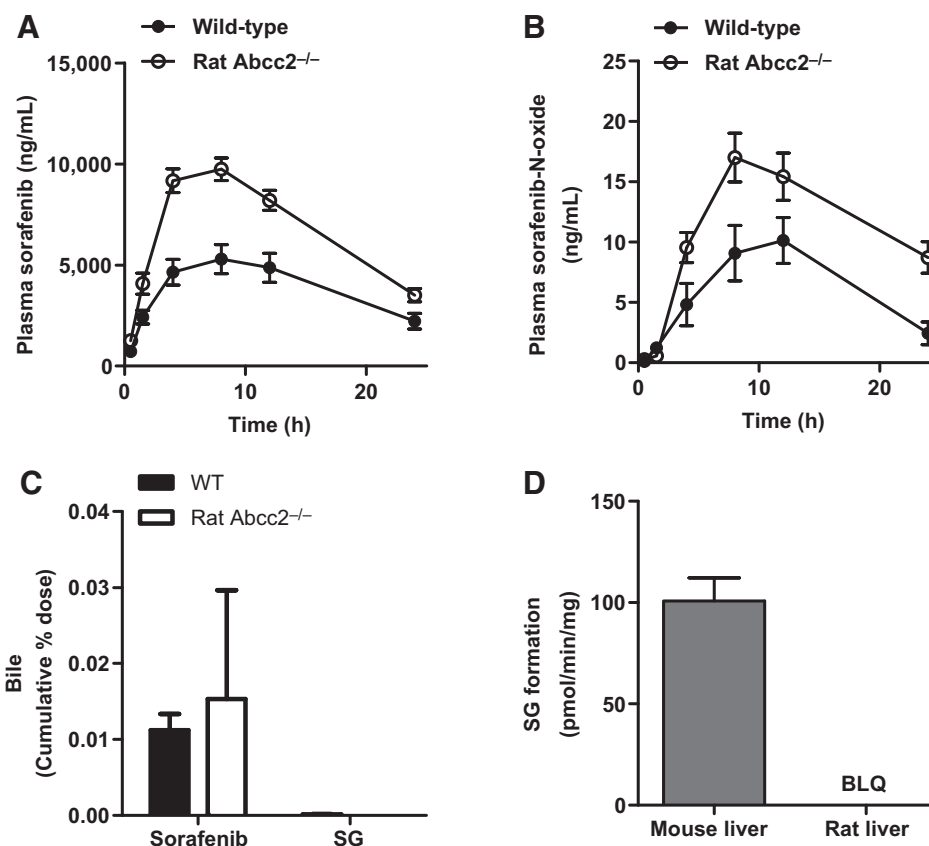 A
Wild-type
Rat Abcc2–/–
15,000
10,000
5,000
0
Plasma sorafenib (ng/mL)
0
10
20
Time (h)
B
Wild-type
Rat Abcc2–/–
25
20
15
10
5
0
Plasma sorafenib-N-oxide
(ng/mL)
0
10
20
Time (h)
C
WT
Rat Abcc2–/–
0.04
0.03
0.02
0.01
0.00
Bile
(Cumulative % dose)
Sorafenib
SG
D
150
100
50
0
SG formation
(pmol/min/mg)
BLQ
Mouse liver
Rat liver